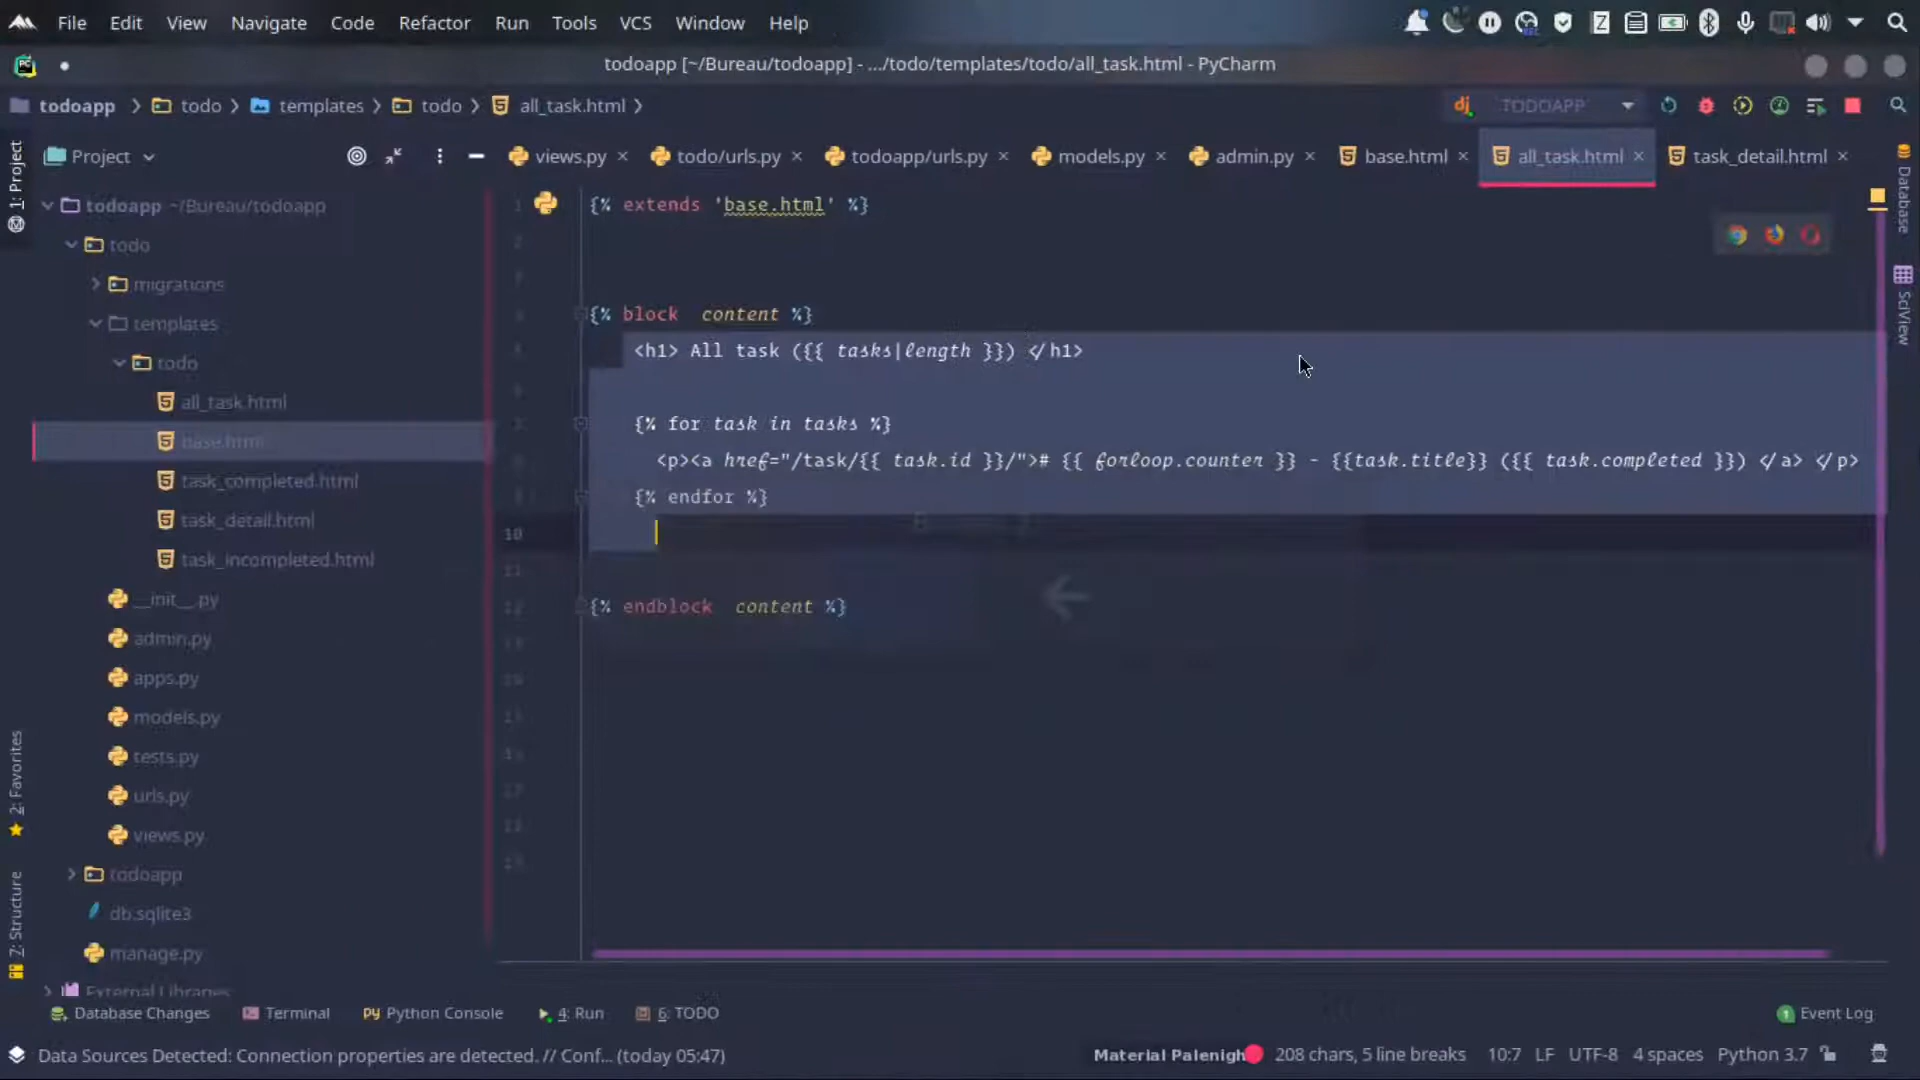 File Edit View Navigate Code Refactor Run Tools VCS Window Help
todoapp [~/Bureau/todoapp] - .../todo/templates/todo/all_task.html - PyCharm
todoapp todo templates todo all_task.html TODOAPP
1: Project
Project
views.py todo/urls.py todoapp/urls.py models.py admin.py base.html all_task.html task_detail.html
todoapp ~/Bureau/todoapp
todo
migrations
templates
todo
all_task.html
base.html
task_completed.html
task_detail.html
task_incompleted.html
__init__.py
admin.py
apps.py
models.py
tests.py
urls.py
views.py
todoapp
db.sqlite3
manage.py
External Libraries
1 {% extends 'base.html' %}
2
{% block content %}
<h1> All task ({{ tasks|length }}) </h1>
{% for task in tasks %}
<p><a href="/task/{{ task.id }}/"># {{ forloop.counter }} - {{task.title}} ({{ task.completed }}) </a> </p>
{% endfor %}
10
11
12 {% endblock content %}
Database
SciView
2: Favorites
7: Structure
Database Changes Terminal Python Console 4: Run 6: TODO 1 Event Log
Data Sources Detected: Connection properties are detected. // Conf... (today 05:47) Material Palenigh 208 chars, 5 line breaks 10:7 LF UTF-8 4 spaces Python 3.7